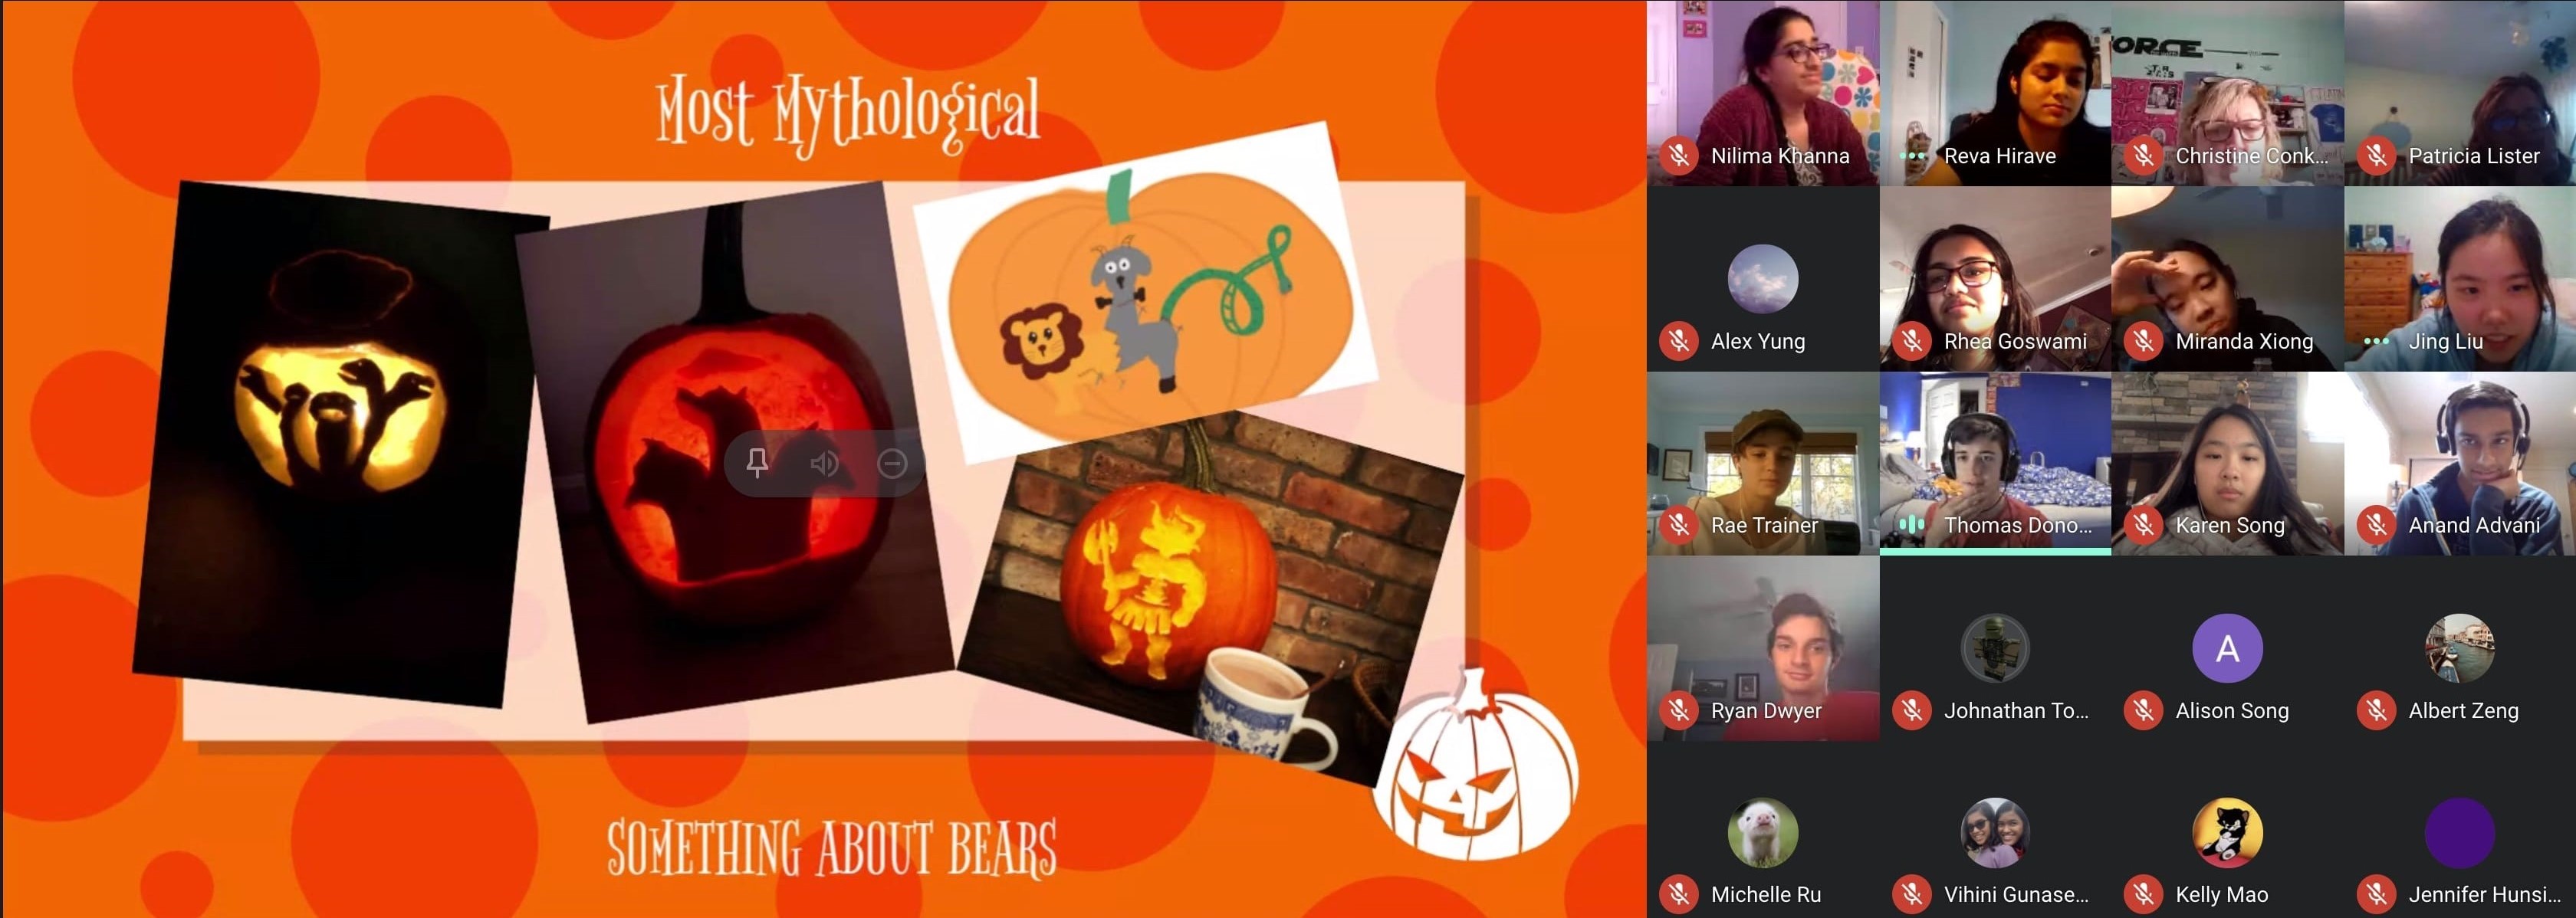 Most Mythological
SOMETHING ABOUT BEARS
ORCE
Nilima Khanna
Reva Hirave
Christine Conk...
Patricia Lister
Alex Yung
Rhea Goswami
Miranda Xiong
Jing Liu
Rae Trainer
Thomas Dono...
Karen Song
Anand Advani
Ryan Dwyer
Johnathan To...
A
Alison Song
Albert Zeng
Michelle Ru
Vihini Gunase...
Kelly Mao
Jennifer Hunsi...